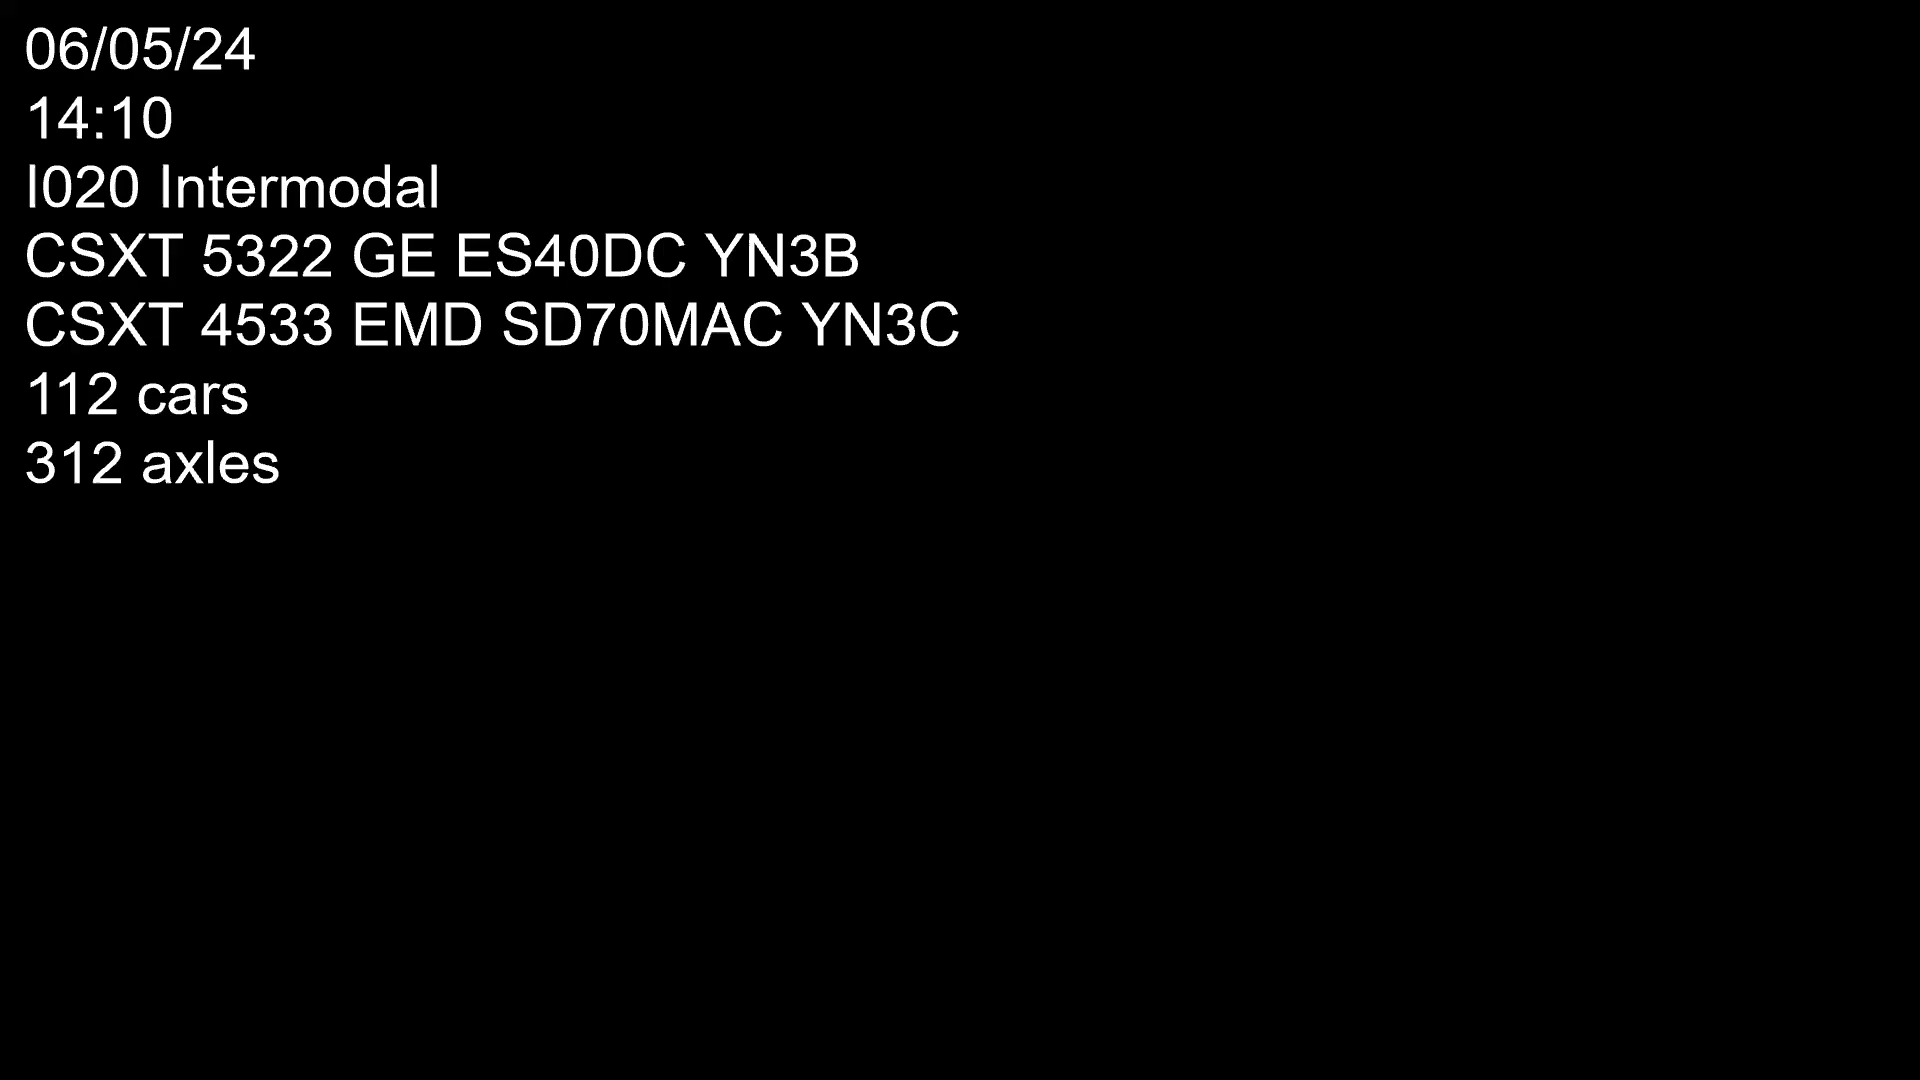 06/05/24
14:10
I020 Intermodal
CSXT 5322 GE ES40DC YN3B
CSXT 4533 EMD SD70MAC YN3C
112 cars
312 axles